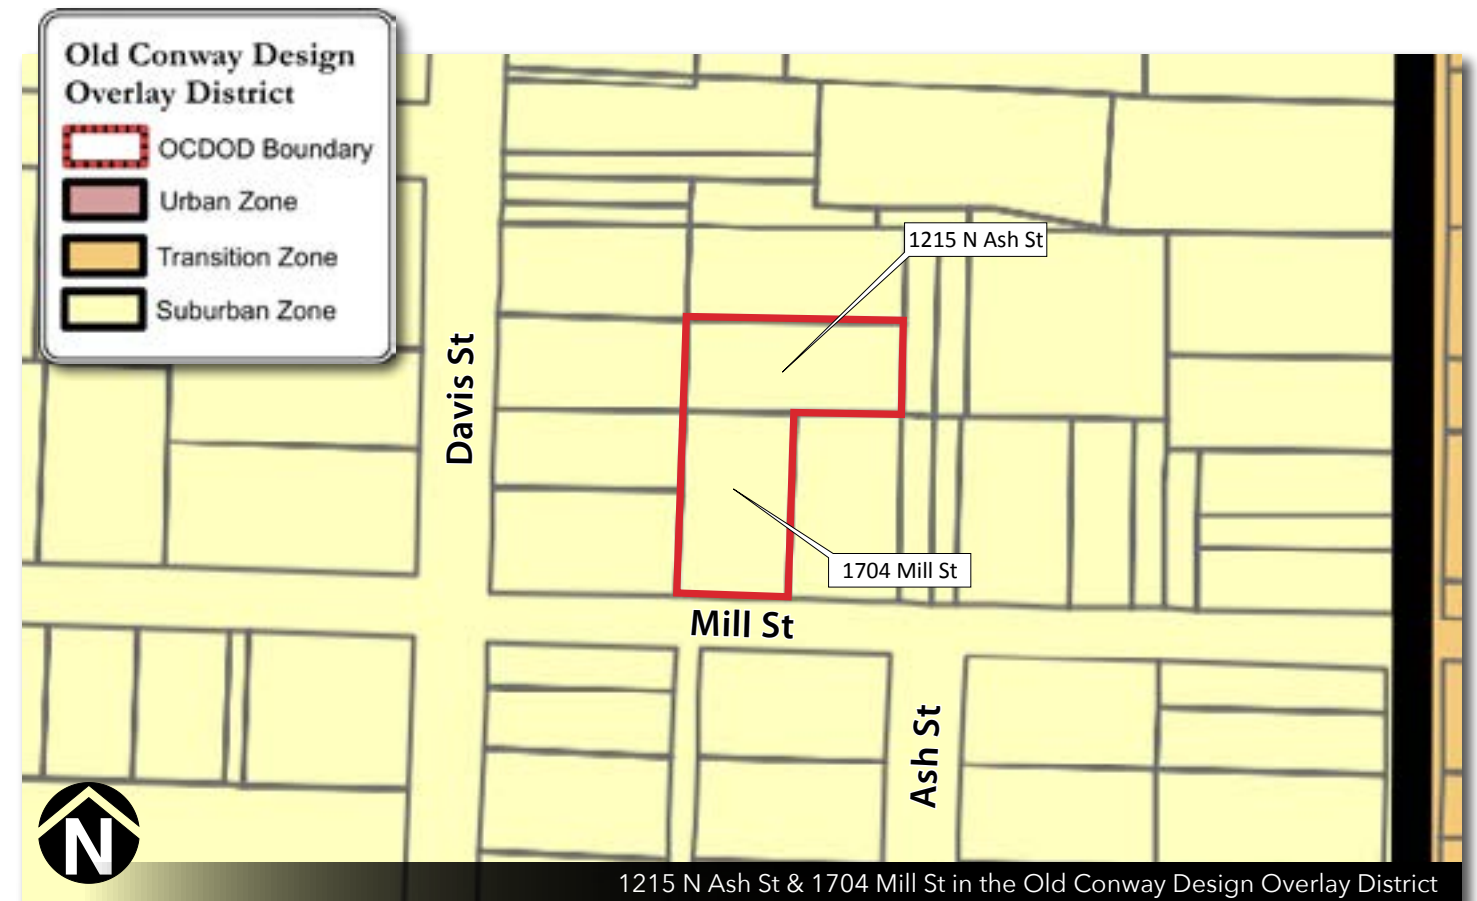 Old Conway Design
Overlay District
OCDOD Boundary
Urban Zone
Transition Zone
Suburban Zone
1215 N Ash St
Davis St
1704 Mill St
Mill St
Ash St
N
1215 N Ash St & 1704 Mill St in the Old Conway Design Overlay District